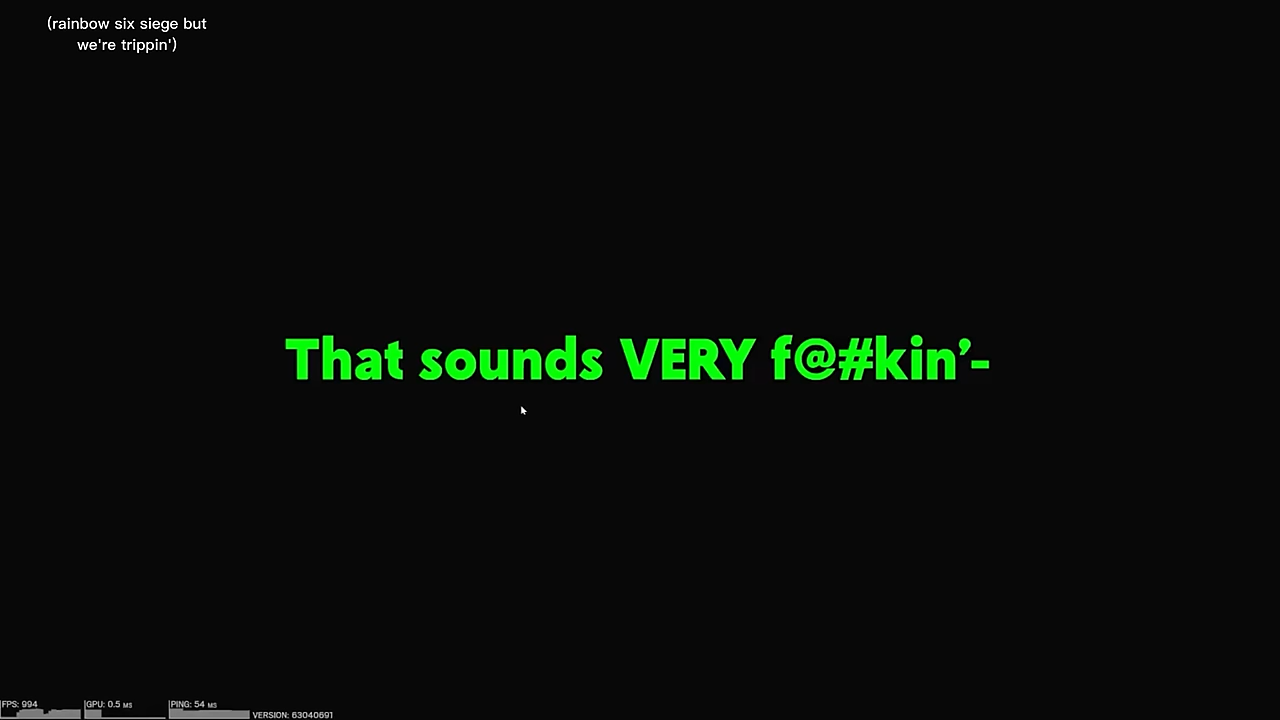 (rainbow six siege but
we're trippin')
That sounds VERY f@#kin’-
FPS: 994 GPU: 0.5 MS PING: 54 MS VERSION: 63040691